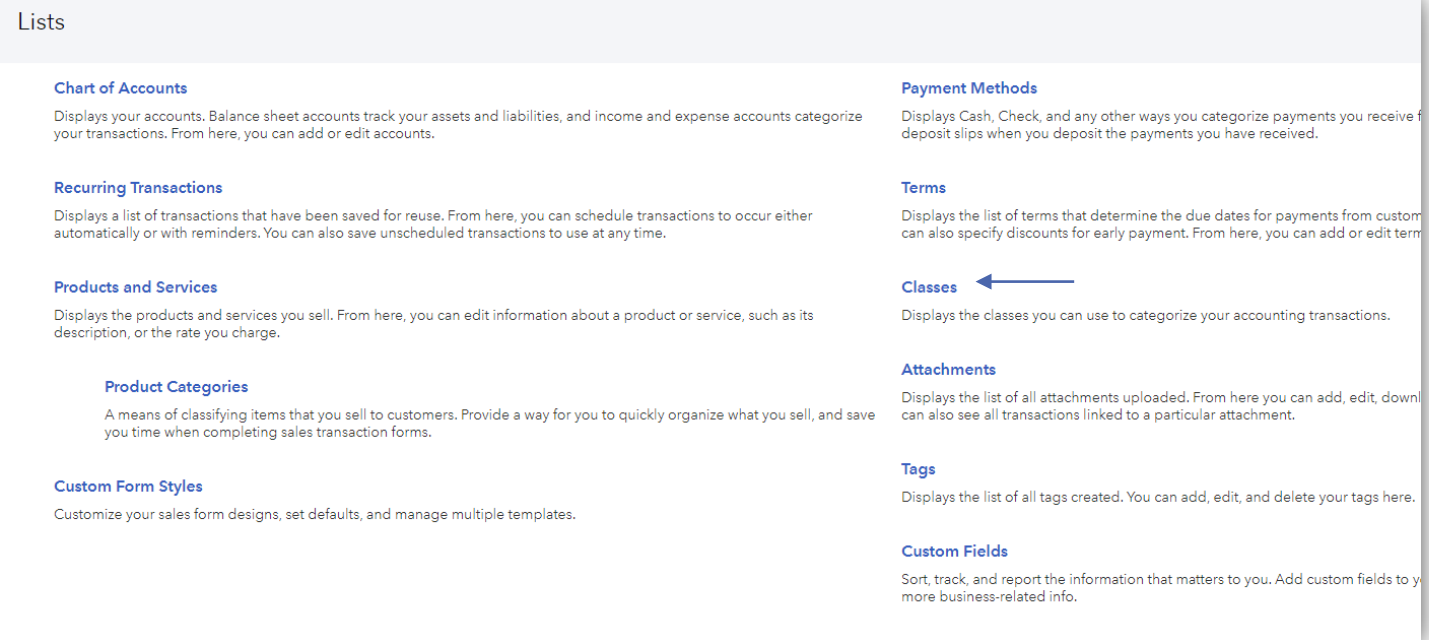 Lists
Chart of Accounts
Displays your accounts. Balance sheet accounts track your assets and liabilities, and income and expense accounts categorize
your transactions. From here, you can add or edit accounts.
Recurring Transactions
Displays a list of transactions that have been saved for reuse. From here, you can schedule transactions to occur either
automatically or with reminders. You can also save unscheduled transactions to use at any time.
Products and Services
Displays the products and services you sell. From here, you can edit information about a product or service, such as its
description, or the rate you charge.
Product Categories
A means of classifying items that you sell to customers. Provide a way for you to quickly organize what you sell, and save
you time when completing sales transaction forms.
Custom Form Styles
Customize your sales form designs, set defaults, and manage multiple templates.
Payment Methods
Displays Cash, Check, and any other ways you categorize payments you receive f
deposit slips when you deposit the payments you have received.
Terms
Displays the list of terms that determine the due dates for payments from custom
can also specify discounts for early payment. From here, you can add or edit term
Classes
Displays the classes you can use to categorize your accounting transactions.
Attachments
Displays the list of all attachments uploaded. From here you can add, edit, downl
can also see all transactions linked to a particular attachment.
Tags
Displays the list of all tags created. You can add, edit, and delete your tags here.
Custom Fields
Sort, track, and report the information that matters to you. Add custom fields to y
more business-related info.